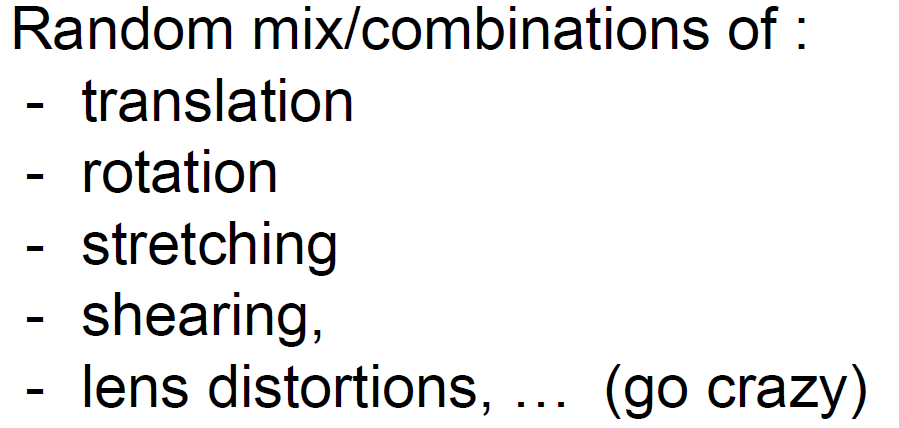 Random mix/combinations of :
- translation
- rotation
- stretching
- shearing,
- lens distortions, … (go crazy)